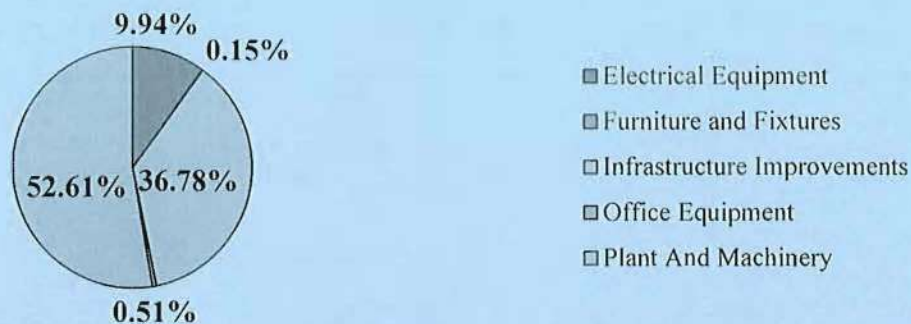 9.94%
0.15%
52.61%
36.78%
0.51%
Electrical Equipment
Furniture and Fixtures
Infrastructure Improvements
Office Equipment
Plant And Machinery